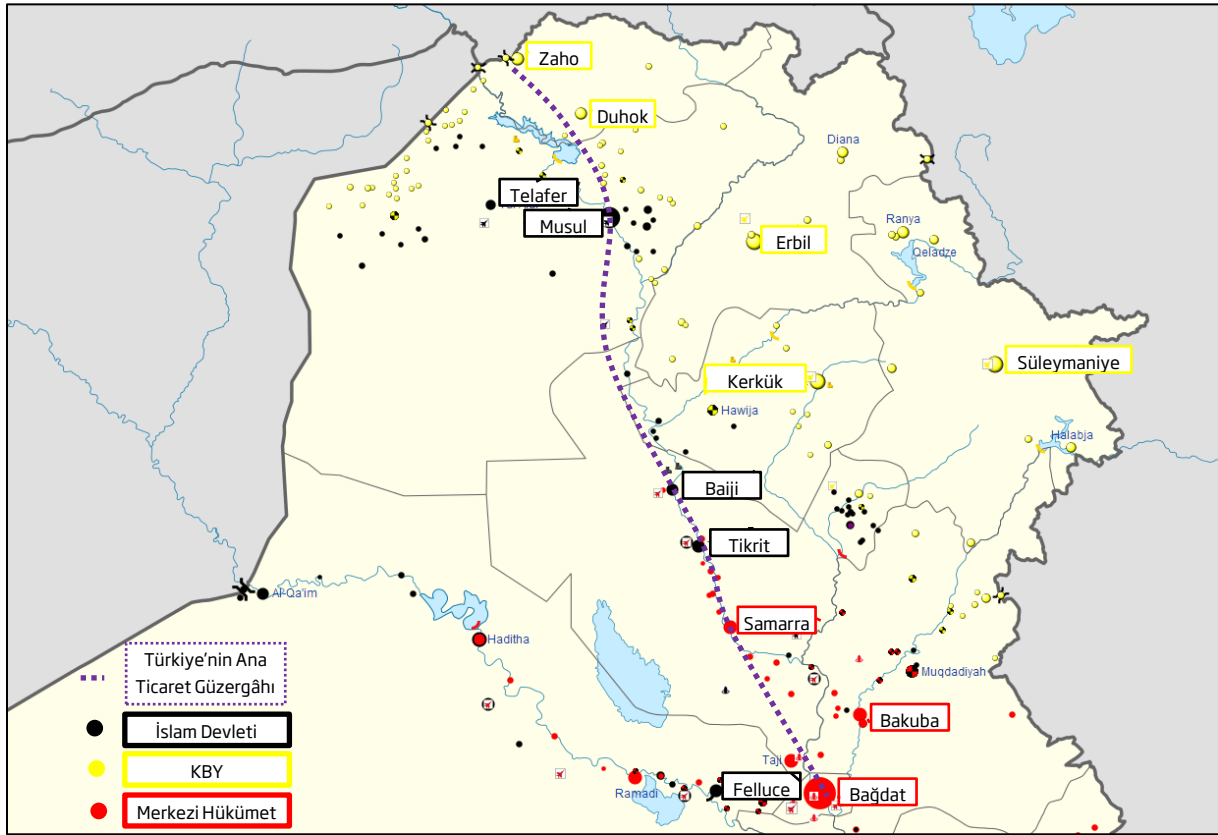 Zaho
Duhok
Diana
Telafer
Musul
Ranya
Erbil
Qeladze
Süleymaniye
Kerkük
Hawija
Halabja
Baiji
Tikrit
Al-Qa'im
Samarra
Haditha
Muqdadiyah
Bakuba
Taji
Ramadi
Felluce
Bağdat
Türkiye'nin Ana
Ticaret Güzergâhı
İslam Devleti
KBY
Merkezi Hükümet